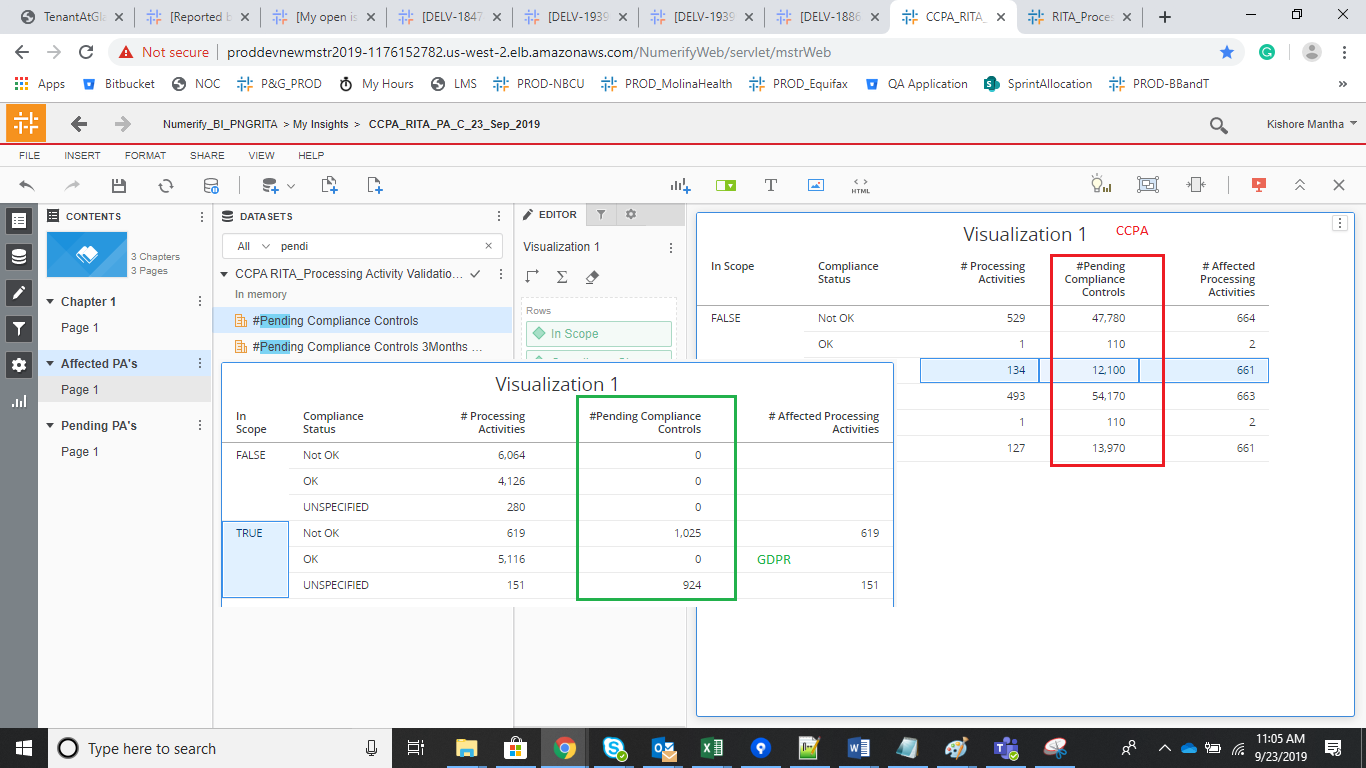 TenantAtGla
[Reported b
[My open is
[DELV-1847
[DELV-1939
[DELV-1939
[DELV-1886
CCPA_RITA_
RITA_Proces
Not secure
proddevnewmstr2019-1176152782.us-west-2.elb.amazonaws.com/NumerifyWeb/servlet/mstrWeb
Apps
Bitbucket
NOC
P&G_PROD
My Hours
LMS
PROD-NBCU
PROD_MolinaHealth
PROD_Equifax
QA Application
SprintAllocation
PROD-BBandT
»
Numerify_BI_PNGRITA > My Insights > CCPA_RITA_PA_C_23_Sep_2019
Kishore Mantha
FILE INSERT FORMAT SHARE VIEW HELP
HTML
CONTENTS
3 Chapters
3 Pages
Chapter 1
Page 1
Affected PA's
Page 1
Pending PA's
Page 1
DATASETS
All pendi
CCPA RITA_Processing Activity Validatio...
In memory
#Pending Compliance Controls
#Pending Compliance Controls 3Months ...
EDITOR
Visualization 1
Rows
In Scope
Visualization 1 CCPA
In Scope Compliance Status # Processing Activities #Pending Compliance Controls # Affected Processing Activities
FALSE Not OK 529 47,780 664
OK 1 110 2
134 12,100 661
493 54,170 663
1 110 2
127 13,970 661
Visualization 1
In Scope Compliance Status # Processing Activities #Pending Compliance Controls # Affected Processing Activities
FALSE Not OK 6,064 0
OK 4,126 0
UNSPECIFIED 280 0
TRUE Not OK 619 1,025 619
OK 5,116 0 GDPR
UNSPECIFIED 151 924 151
Type here to search
11:05 AM
9/23/2019